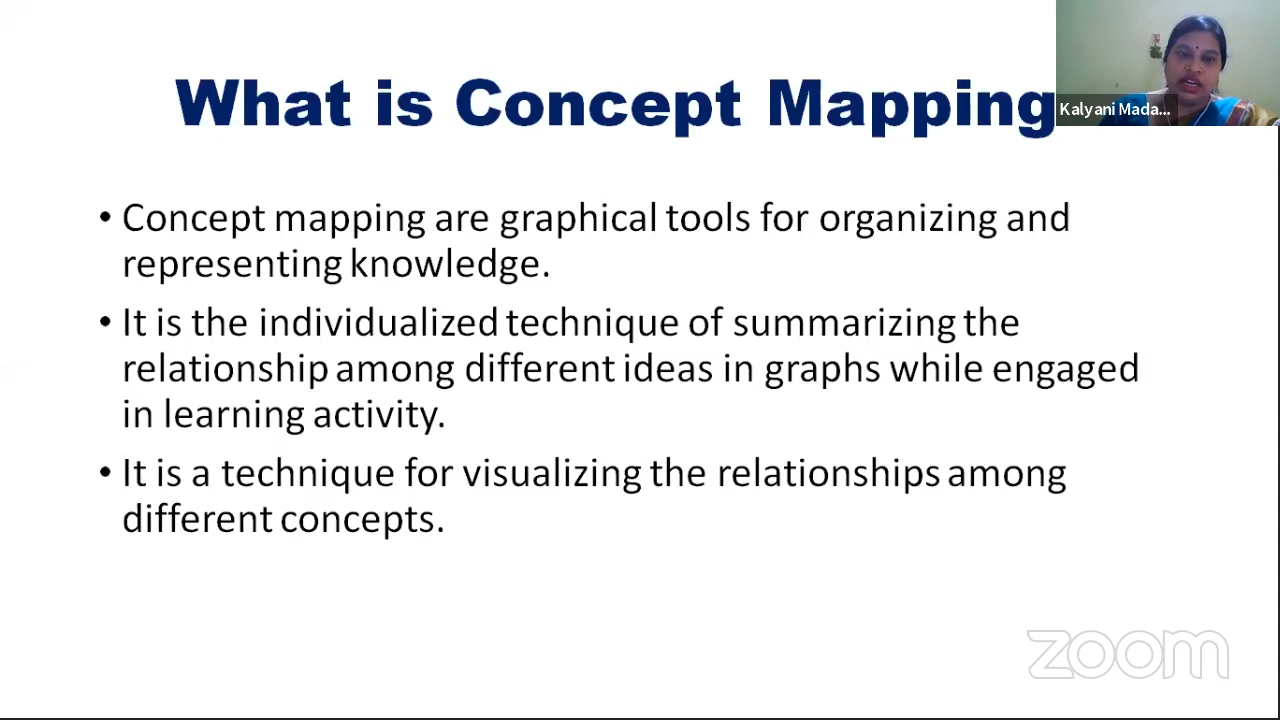 What is Concept Mapping
Kalyani Mada...
• Concept mapping are graphical tools for organizing and
representing knowledge.
• It is the individualized technique of summarizing the
relationship among different ideas in graphs while engaged
in learning activity.
• It is a technique for visualizing the relationships among
different concepts.
zoom